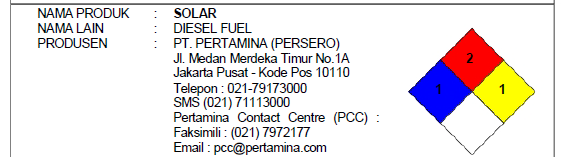 NAMA PRODUK : SOLAR
NAMA LAIN : DIESEL FUEL
PRODUSEN : PT. PERTAMINA (PERSERO)
Jl. Medan Merdeka Timur No.1A
Jakarta Pusat - Kode Pos 10110
Telepon : 021-79173000
SMS (021) 71113000
Pertamina Contact Centre (PCC) :
Faksimili : (021) 7972177
Email : pcc@pertamina.com
2
1 1